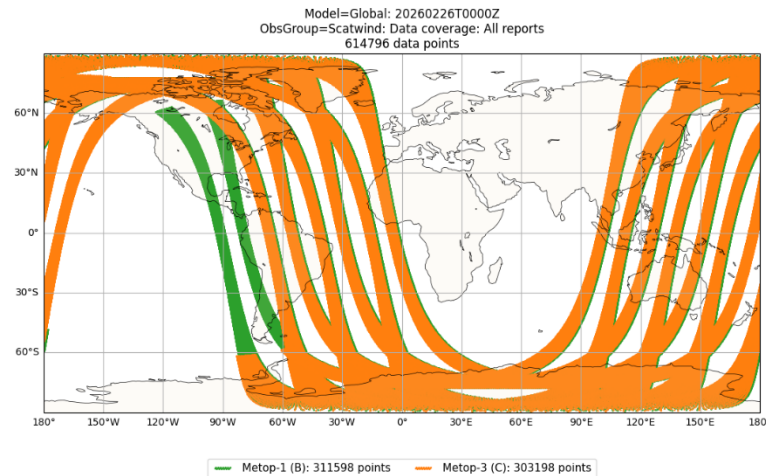 Model=Global: 20260226T0000Z
ObsGroup=Scatwind: Data coverage: All reports
614796 data points
60°N
30°N
0°
30°S
60°S
180° 150°W 120°W 90°W 60°W 30°W 0° 30°E 60°E 90°E 120°E 150°E 180
Metop-1 (B): 311598 points Metop-3 (C): 303198 points